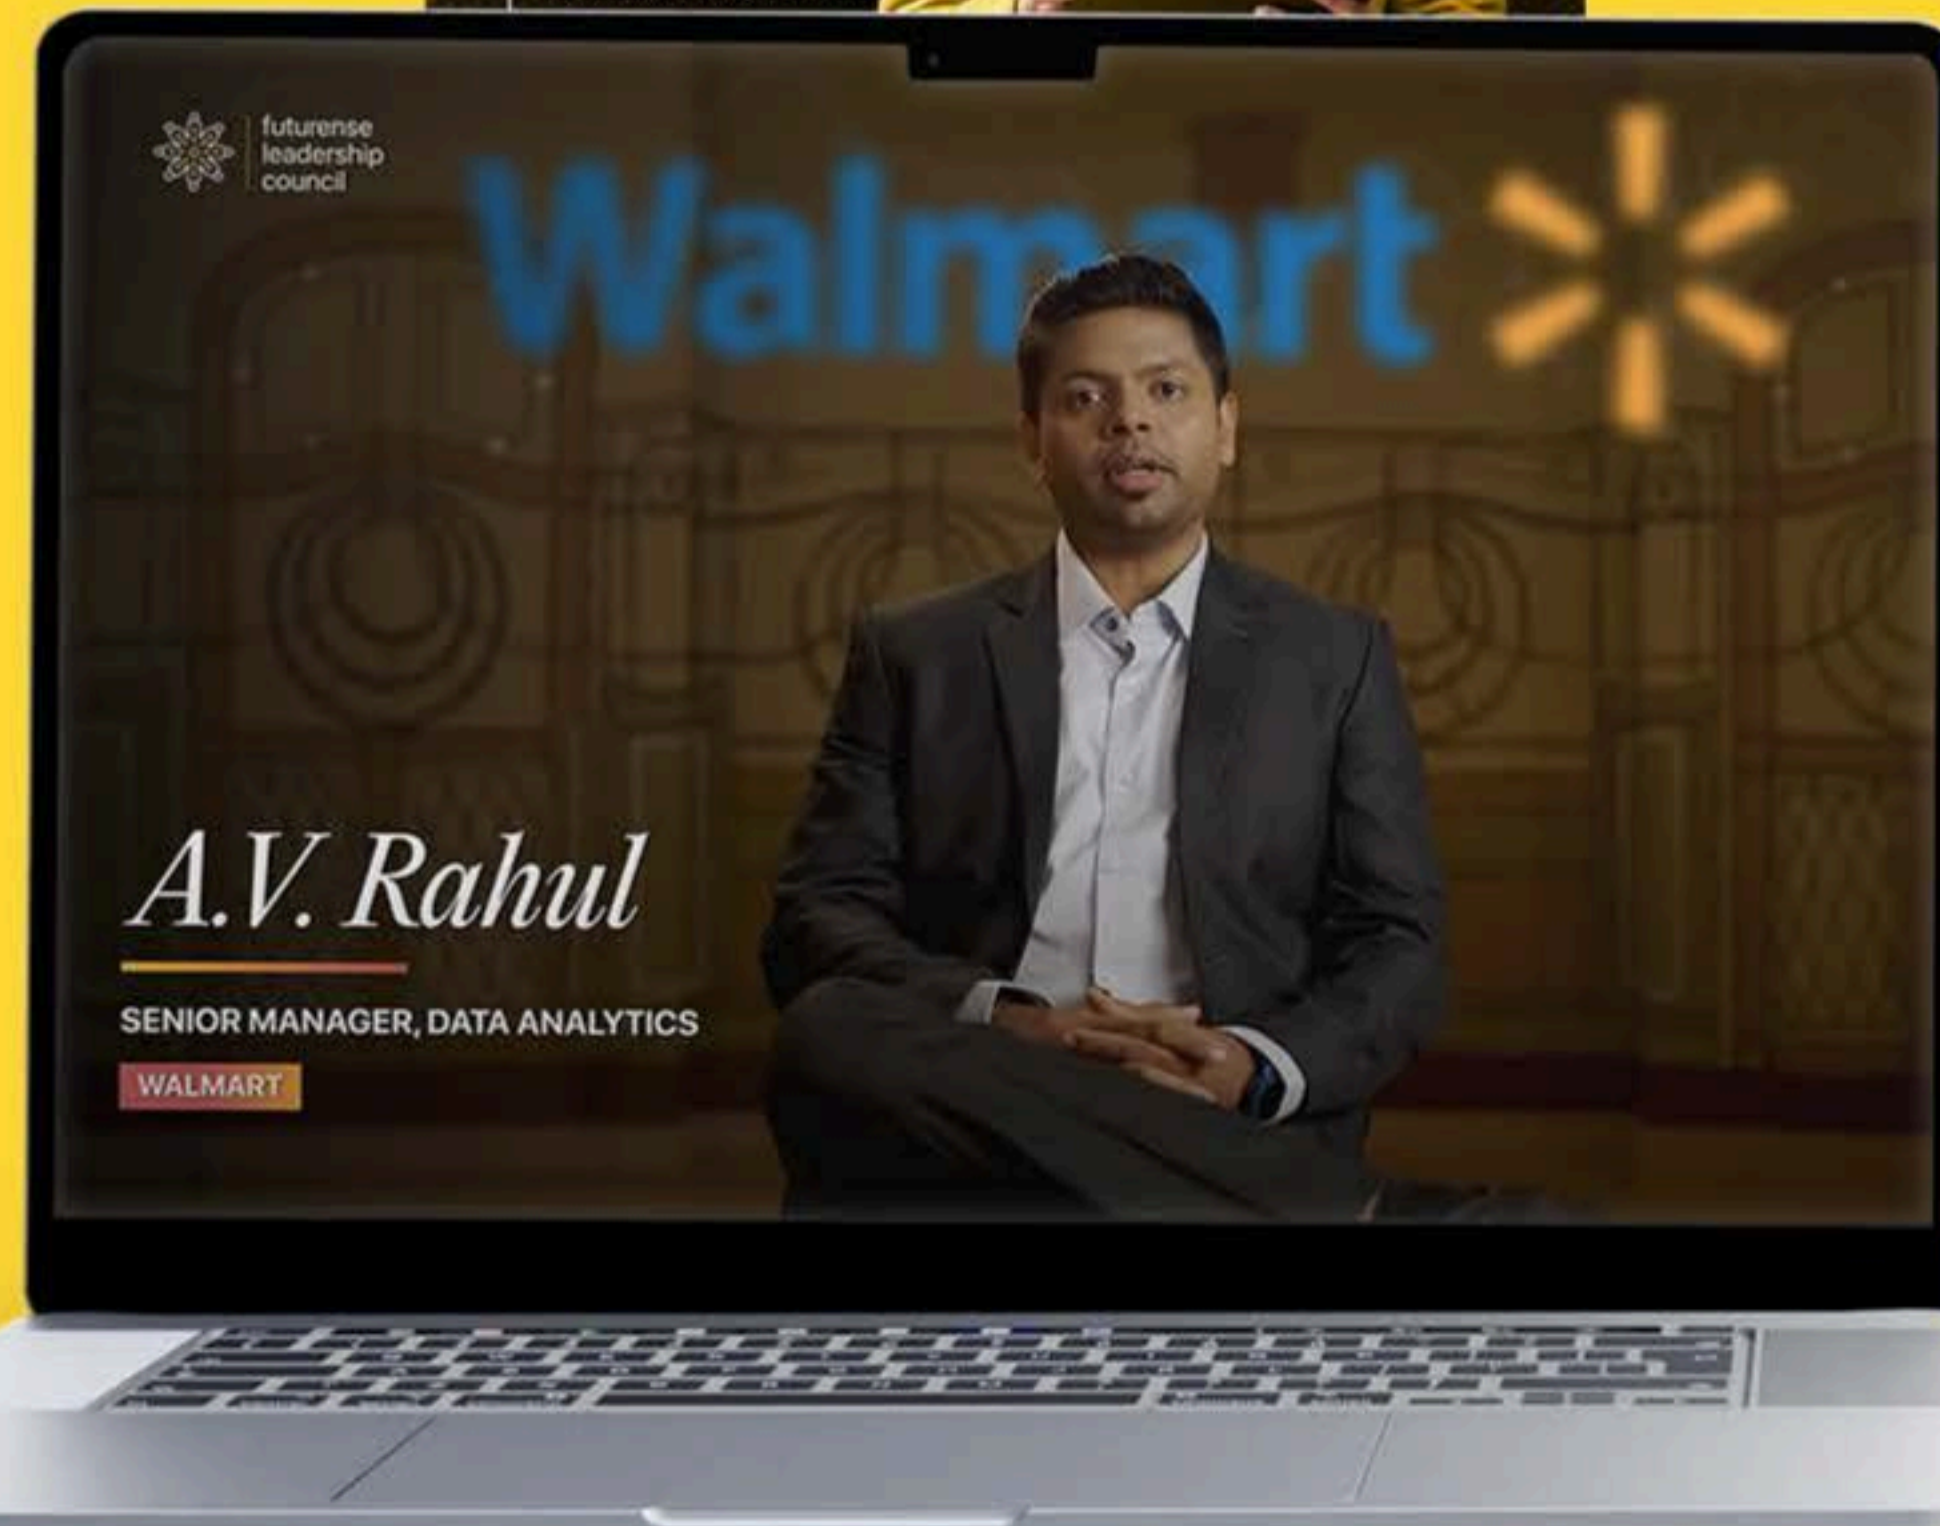 futurense
leadership
council
Walmart
A.V. Rahul
SENIOR MANAGER, DATA ANALYTICS
WALMART